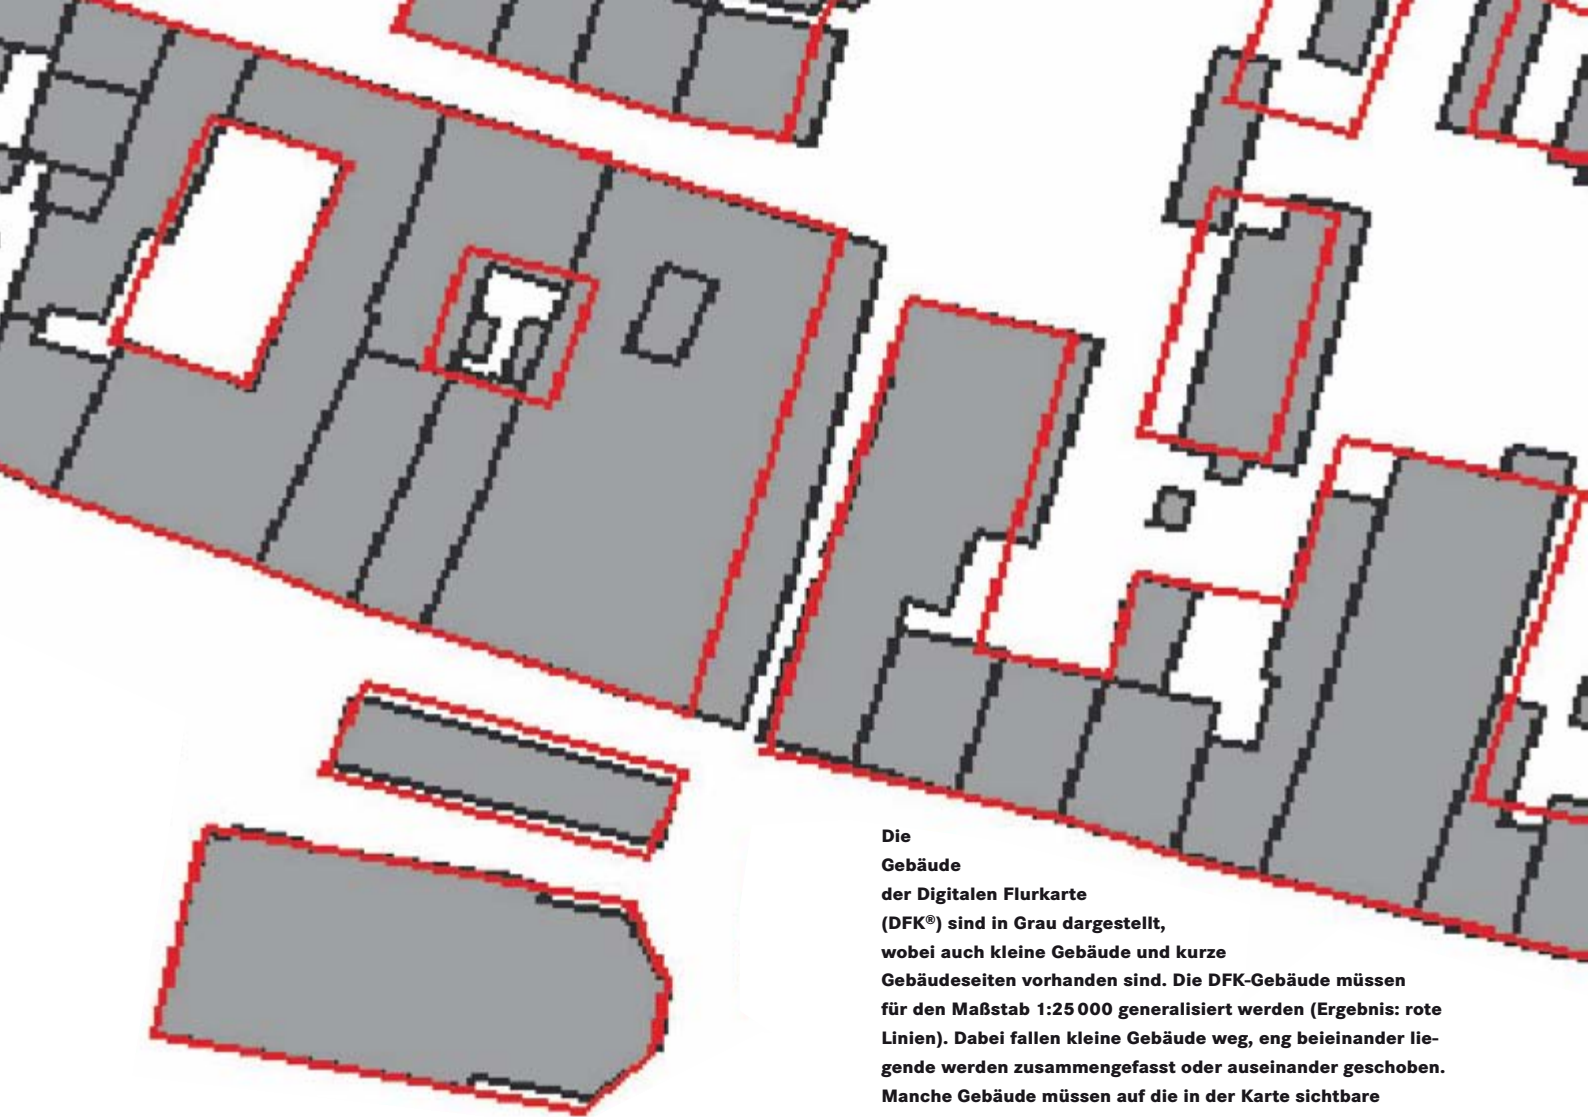 Die
Gebäude
der Digitalen Flurkarte
(DFK®) sind in Grau dargestellt,
wobei auch kleine Gebäude und kurze
Gebäudeseiten vorhanden sind. Die DFK-Gebäude müssen
für den Maßstab 1:25 000 generalisiert werden (Ergebnis: rote
Linien). Dabei fallen kleine Gebäude weg, eng beieinander lie-
gende werden zusammengefasst oder auseinander geschoben.
Manche Gebäude müssen auf die in der Karte sichtbare